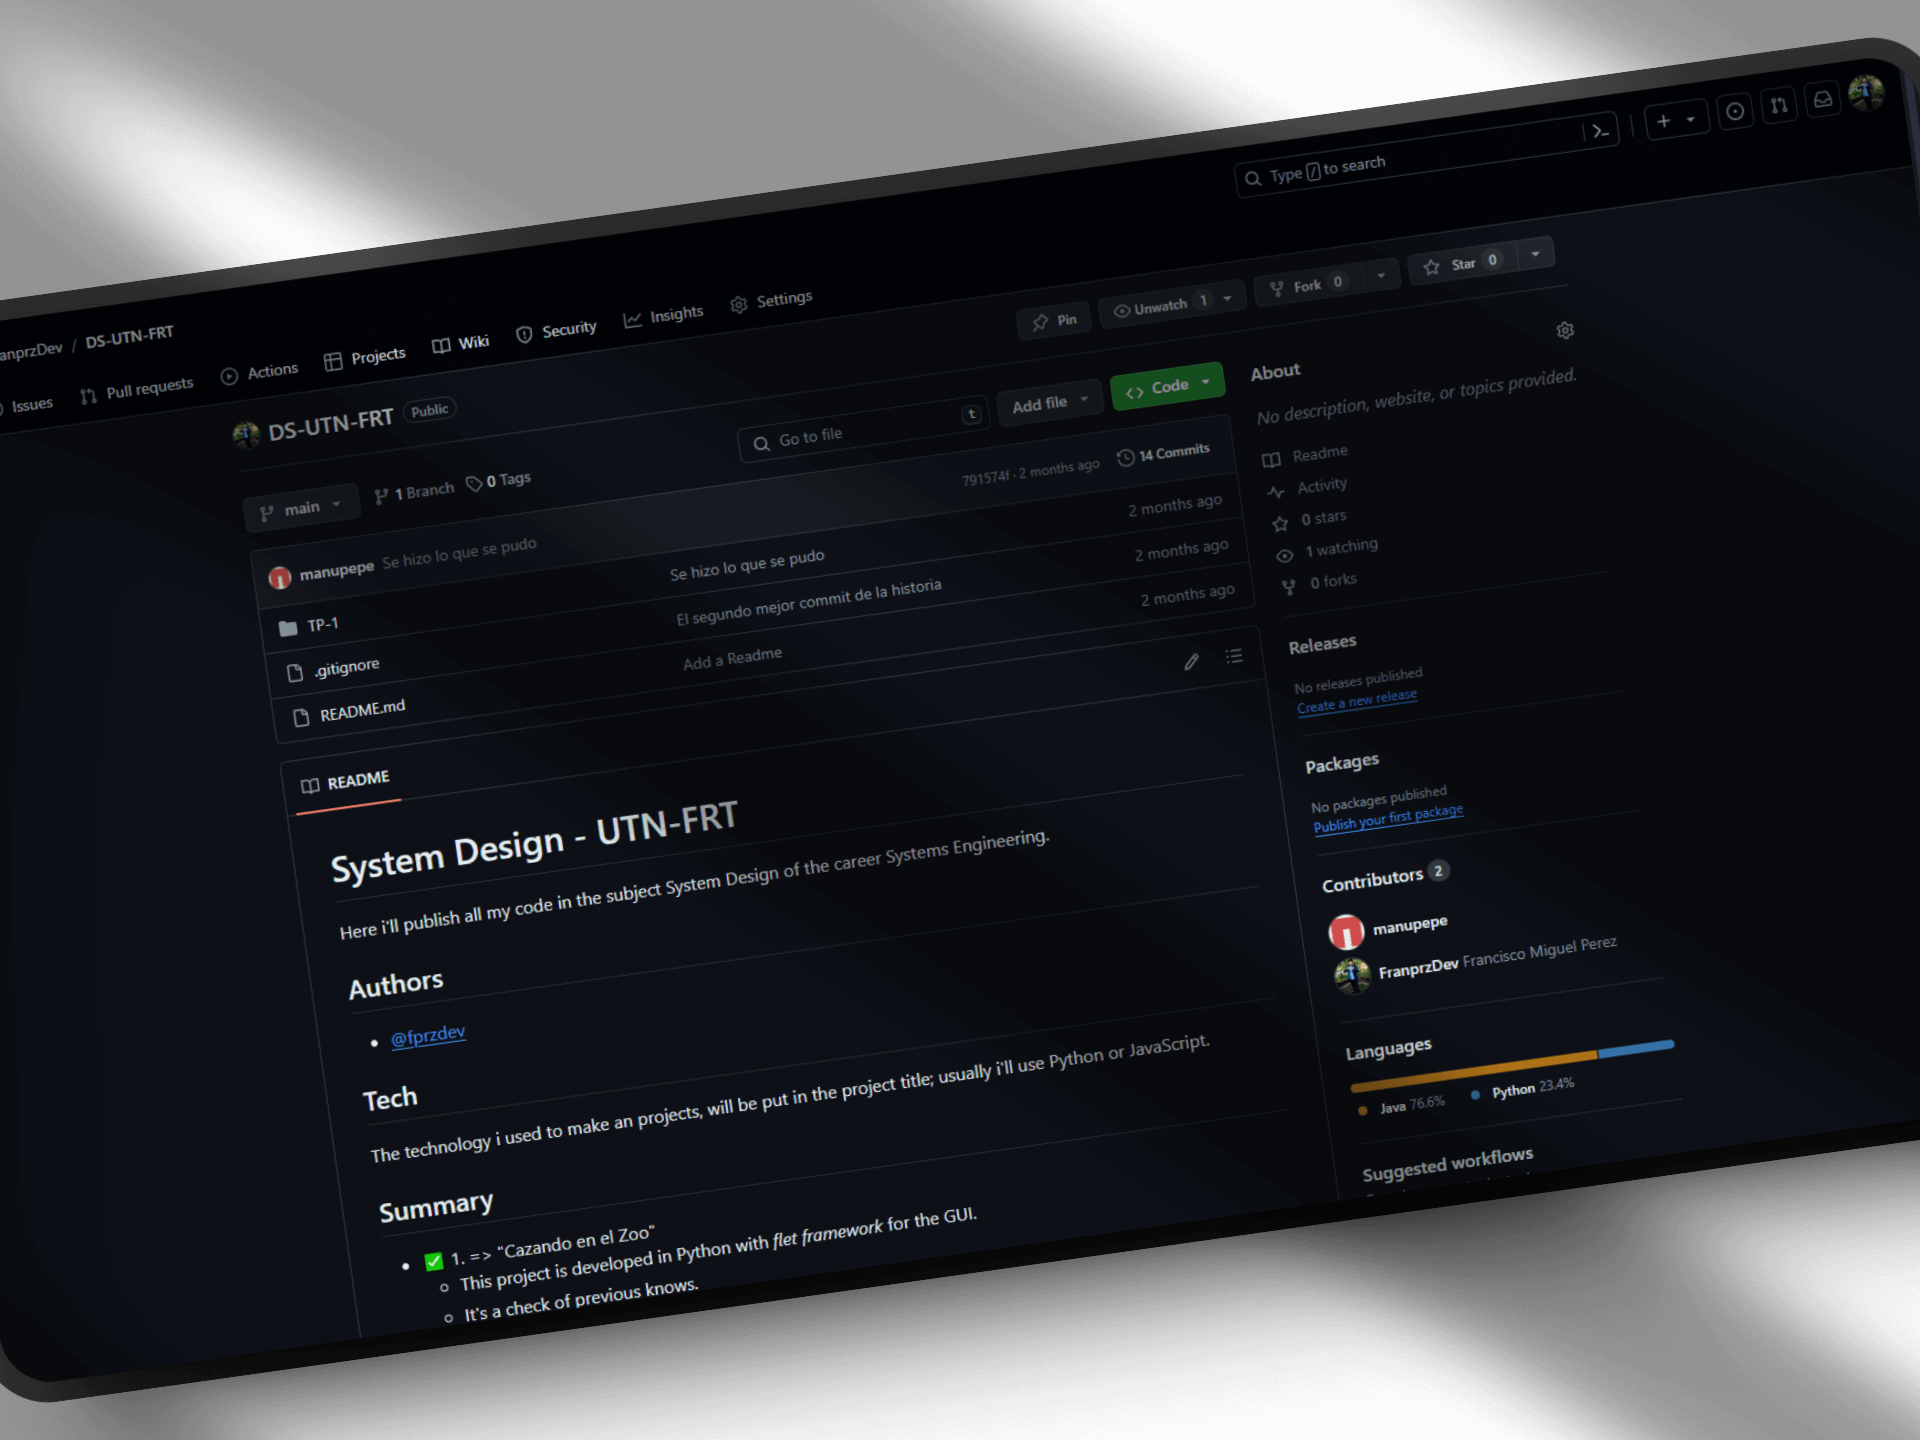 Type / to search
anprzDev / DS-UTN-FRT
Issues
Pull requests
Actions
Projects
Wiki
Security
Insights
Settings
DS-UTN-FRT Public
Pin
Unwatch 1
Fork 0
Star 0
main
1 Branch
0 Tags
Go to file t
Add file
Code
manupepe Se hizo lo que se pudo
791574f · 2 months ago
14 Commits
TP-1 Se hizo lo que se pudo 2 months ago
.gitignore El segundo mejor commit de la historia 2 months ago
README.md Add a Readme 2 months ago
README
System Design - UTN-FRT
Here i'll publish all my code in the subject System Design of the career Systems Engineering.
Authors
@fprzdev
Tech
The technology i used to make an projects, will be put in the project title; usually i'll use Python or JavaScript.
Summary
1. => "Cazando en el Zoo"
This project is developed in Python with flet framework for the GUI.
It's a check of previous knows.
About
No description, website, or topics provided.
Readme
Activity
0 stars
1 watching
0 forks
Releases
No releases published
Create a new release
Packages
No packages published
Publish your first package
Contributors 2
manupepe
FranprzDev Francisco Miguel Perez
Languages
Java 76.6% Python 23.4%
Suggested workflows